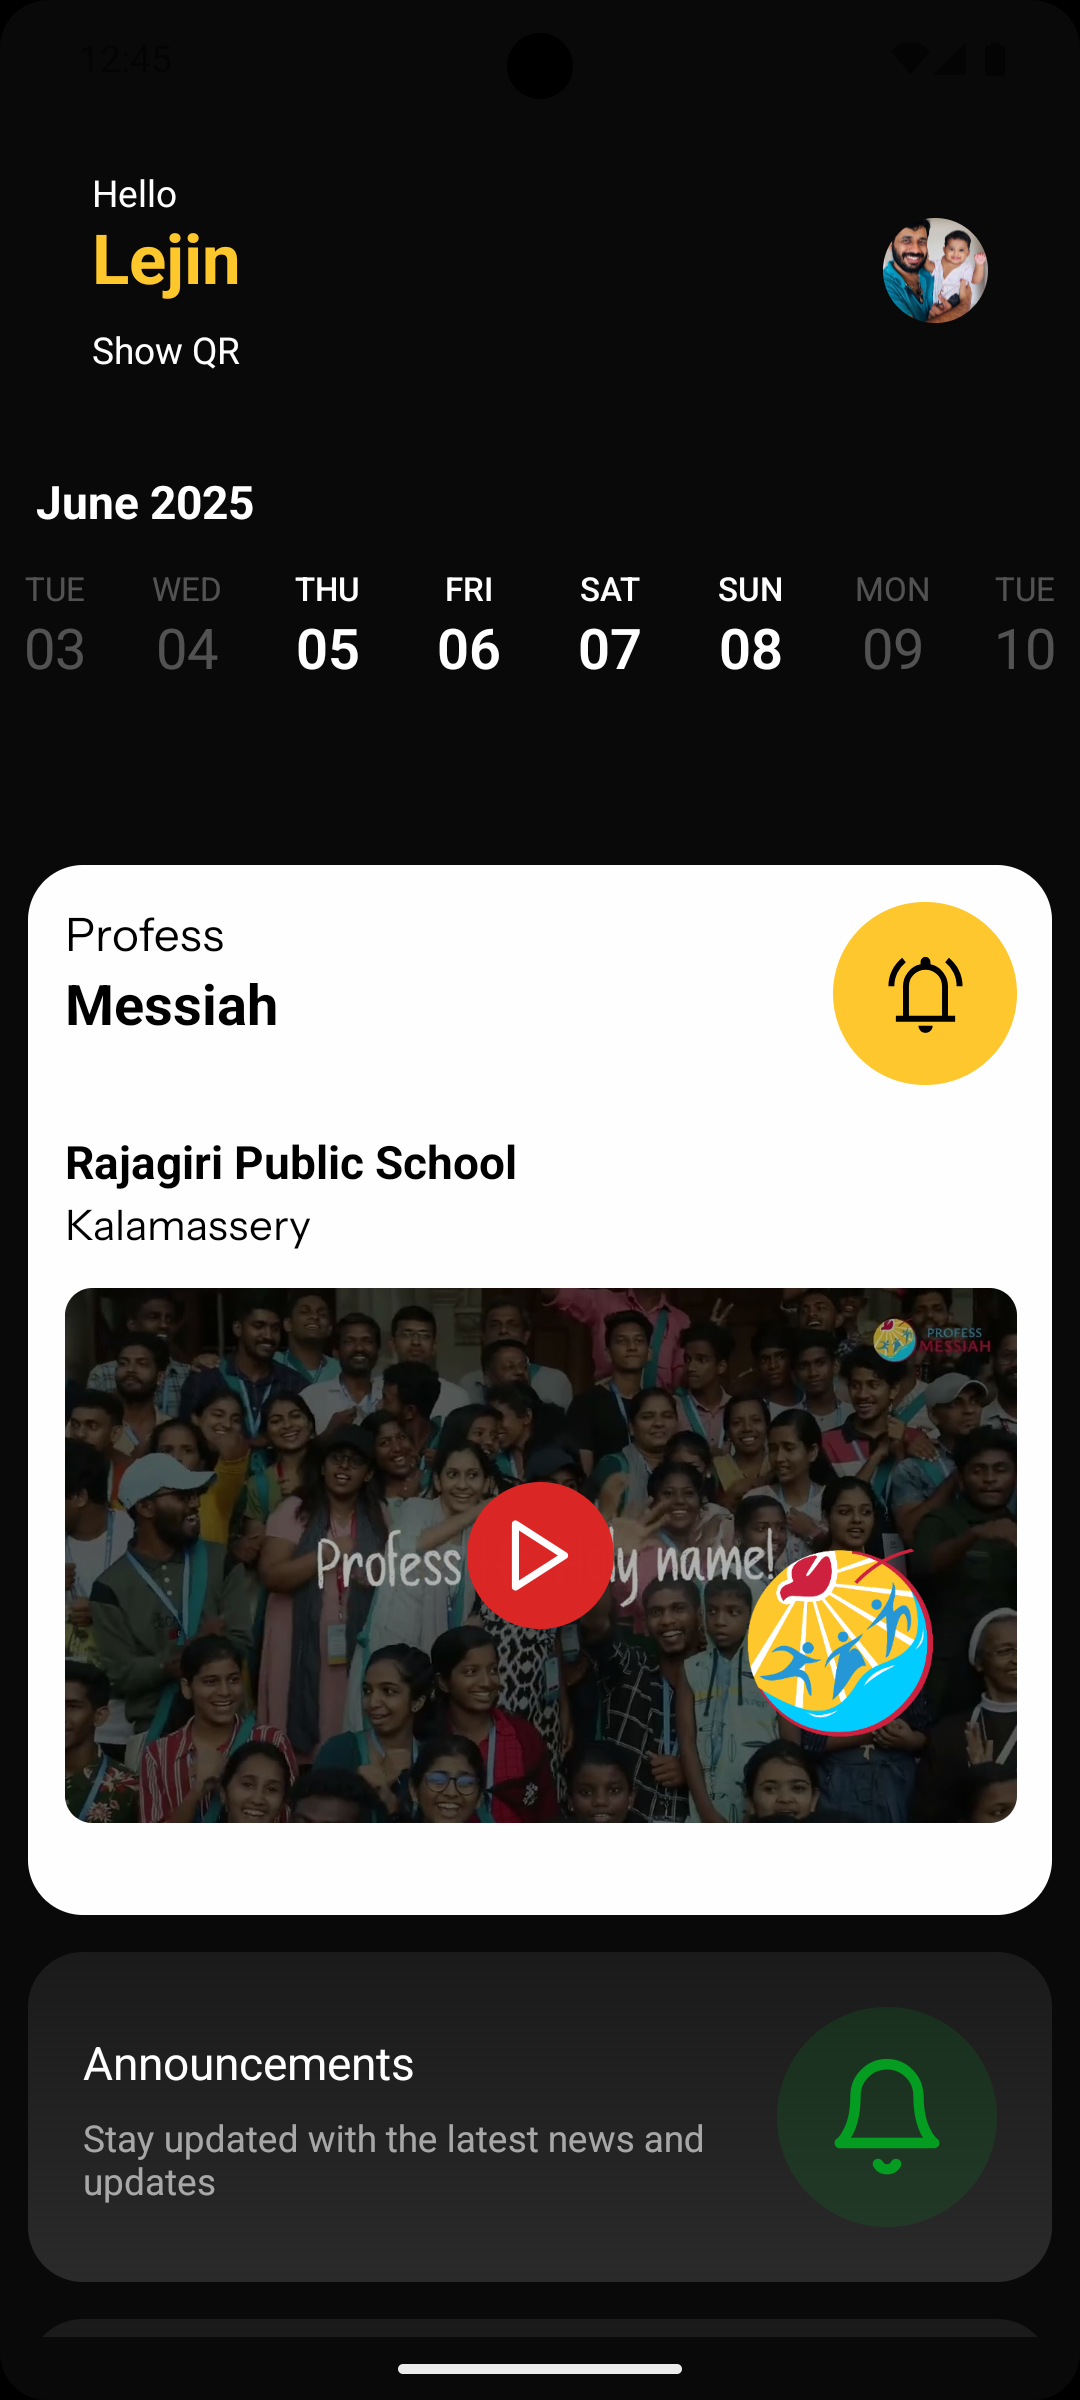 12:45
Hello
Lejin
Show QR
June 2025
TUE WED THU FRI SAT SUN MON TUE
03 04 05 06 07 08 09 10
Profess
Messiah
Rajagiri Public School
Kalamassery
PROFESS
MESSIAH
Profess y name!
Announcements
Stay updated with the latest news and
updates